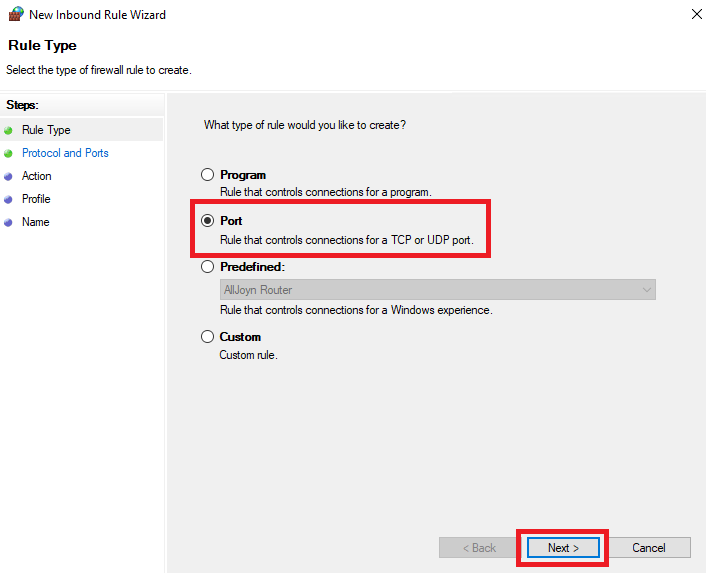 New Inbound Rule Wizard
Rule Type
Select the type of firewall rule to create.
Steps:
Rule Type
Protocol and Ports
Action
Profile
Name
What type of rule would you like to create?
Program
Rule that controls connections for a program.
Port
Rule that controls connections for a TCP or UDP port.
Predefined:
AllJoyn Router
Rule that controls connections for a Windows experience.
Custom
Custom rule.
< Back
Next >
Cancel